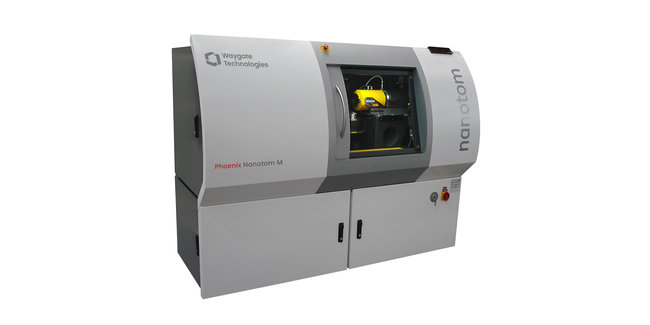 Waygate
Technologies
Phoenix Nanotom M
nanotom